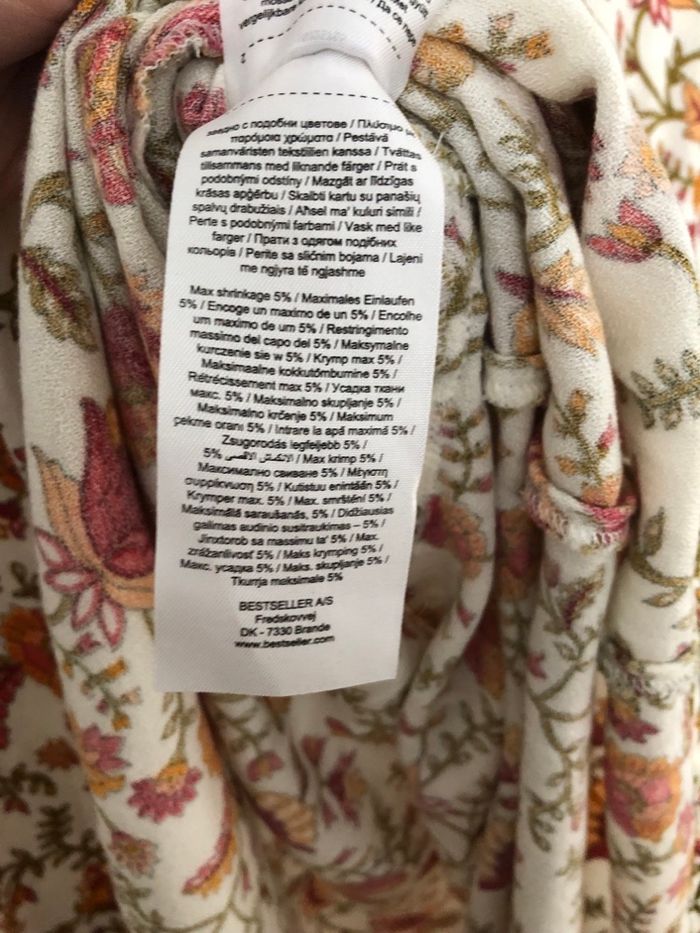 vergelijkbare
Да се пере
2
заедно с подобни цветове / Πλύσιμο με
παρόμοια χρώματα / Pestävä
samanväristen tekstiilien kanssa / Tvättas
tillsammans med liknande färger / Prát s
podobnými odstíny / Mazgāt ar līdzīgas
krāsas apģērbu / Skalbti kartu su panašių
spalvų drabužiais / Aħsel ma' kuluri simili /
Perte s podobnými farbami / Vask med like
farger / Прати з одягом подібних
кольорів / Perite sa sličnim bojama / Lajeni
me ngjyra të ngjashme
Max shrinkage 5% / Maximales Einlaufen
5% / Encoge un maximo de un 5% / Encolhe
um maximo de um 5% / Restringimento
massimo del capo del 5% / Maksymalne
kurczenie sie w 5% / Krymp max 5% /
Maksimaalne kokkutõmbumine 5% /
Rétrécissement max 5% / Усадка ткани
макс. 5% / Maksimalno skupljanje 5% /
Maksimalno krčenje 5% / Maksimum
çekme oranı 5% / Intrare la apă maximă 5% /
Zsugorodás legfeljebb 5% /
5% الانكماش الأقصى / Max krimp 5% /
Максимално свиване 5% / Μέγιστη
συρρίκνωση 5% / Kutistuu enintään 5% /
Krymper max. 5% / Max. smrštění 5% /
Maksimālā saraušanās, 5% / Didžiausias
galimas audinio susitraukimas – 5% /
Jinxtorob sa massimu ta' 5% / Max.
zrážanlivosť 5% / Maks krymping 5% /
Макс. усадка 5% / Maks. skupljanje 5% /
Tkurrja maksimale 5%
BESTSELLER A/S
Fredskovvej
DK - 7330 Brande
www.bestseller.com